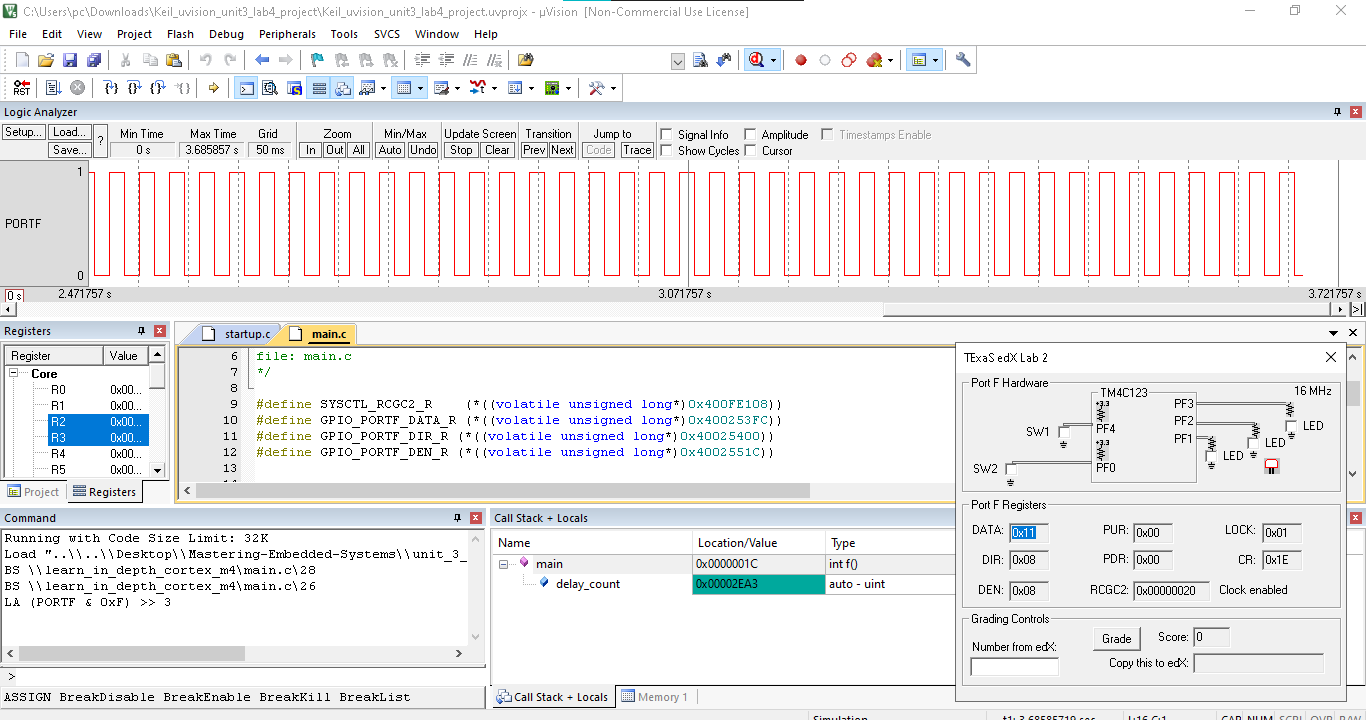 C:\Users\pc\Downloads\Keil_uvision_unit3_lab4_project\Keil_uvision_unit3_lab4_project.uvprojx - µVision [Non-Commercial Use License]
File Edit View Project Flash Debug Peripherals Tools SVCS Window Help
RST
Logic Analyzer
Setup... Load... Save... ? Min Time Max Time Grid Zoom Min/Max Update Screen Transition Jump to Signal Info Amplitude Timestamps Enable
0 s 3.685857 s 50 ms In Out All Auto Undo Stop Clear Prev Next Code Trace Show Cycles Cursor
1
PORTF
0
0 s 2.471757 s 3.071757 s 3.721757 s
Registers
Register Value
Core
R0 0x00...
R1 0x00...
R2 0x00...
R3 0x00...
R4 0x00...
R5 0x00...
Project Registers
startup.c main.c
6 file: main.c
7 */
8
9 #define SYSCTL_RCGC2_R (*((volatile unsigned long*)0x400FE108))
10 #define GPIO_PORTF_DATA_R (*((volatile unsigned long*)0x400253FC))
11 #define GPIO_PORTF_DIR_R (*((volatile unsigned long*)0x40025400))
12 #define GPIO_PORTF_DEN_R (*((volatile unsigned long*)0x4002551C))
13
TExaS edX Lab 2
Port F Hardware
TM4C123 16 MHz
+3.3 PF3
SW1 PF4 PF2 LED
+3.3 PF1 LED
SW2 PF0 LED
Port F Registers
DATA: 0x11 PUR: 0x00 LOCK: 0x01
DIR: 0x08 PDR: 0x00 CR: 0x1E
DEN: 0x08 RCGC2: 0x00000020 Clock enabled
Grading Controls
Number from edX: Grade Score: 0
Copy this to edX:
Command
Running with Code Size Limit: 32K
Load "..\\..\\Desktop\\Mastering-Embedded-Systems\\unit_3_
BS \\learn_in_depth_cortex_m4\main.c\28
BS \\learn_in_depth_cortex_m4\main.c\26
LA (PORTF & 0xF) >> 3
>
ASSIGN BreakDisable BreakEnable BreakKill BreakList
Call Stack + Locals
Name Location/Value Type
main 0x0000001C int f()
delay_count 0x00002EA3 auto - uint
Call Stack + Locals Memory 1
Simulation t1: 3.68585719 sec L:16 C:1 CAP NUM SCRL OVR R/W